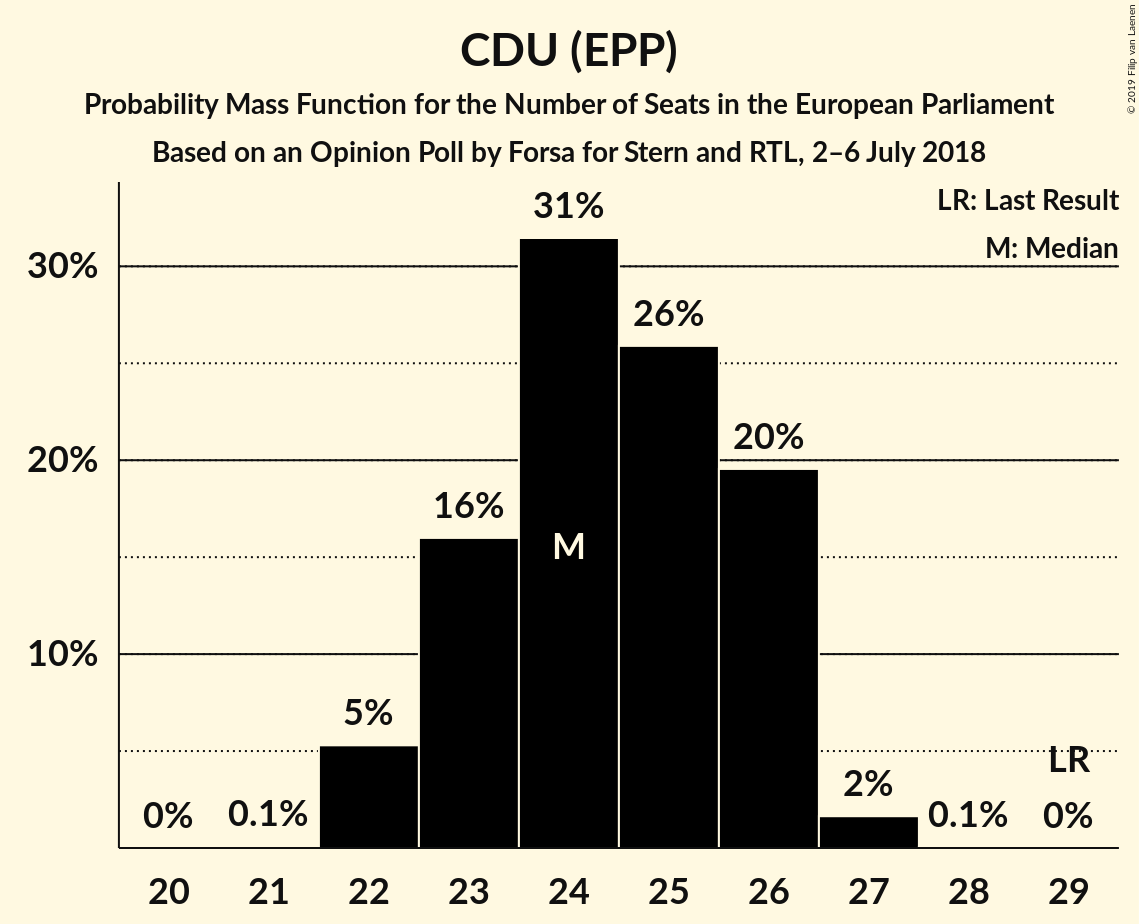 CDU (EPP)
Probability Mass Function for the Number of Seats in the European Parliament
Based on an Opinion Poll by Forsa for Stern and RTL, 2–6 July 2018
© 2019 Filip van Laenen
LR: Last Result
M: Median
31%
30%
26%
20%
20%
16%
M
10%
5%
LR
2%
0%
0.1%
0.1%
0%
20 21 22 23 24 25 26 27 28 29